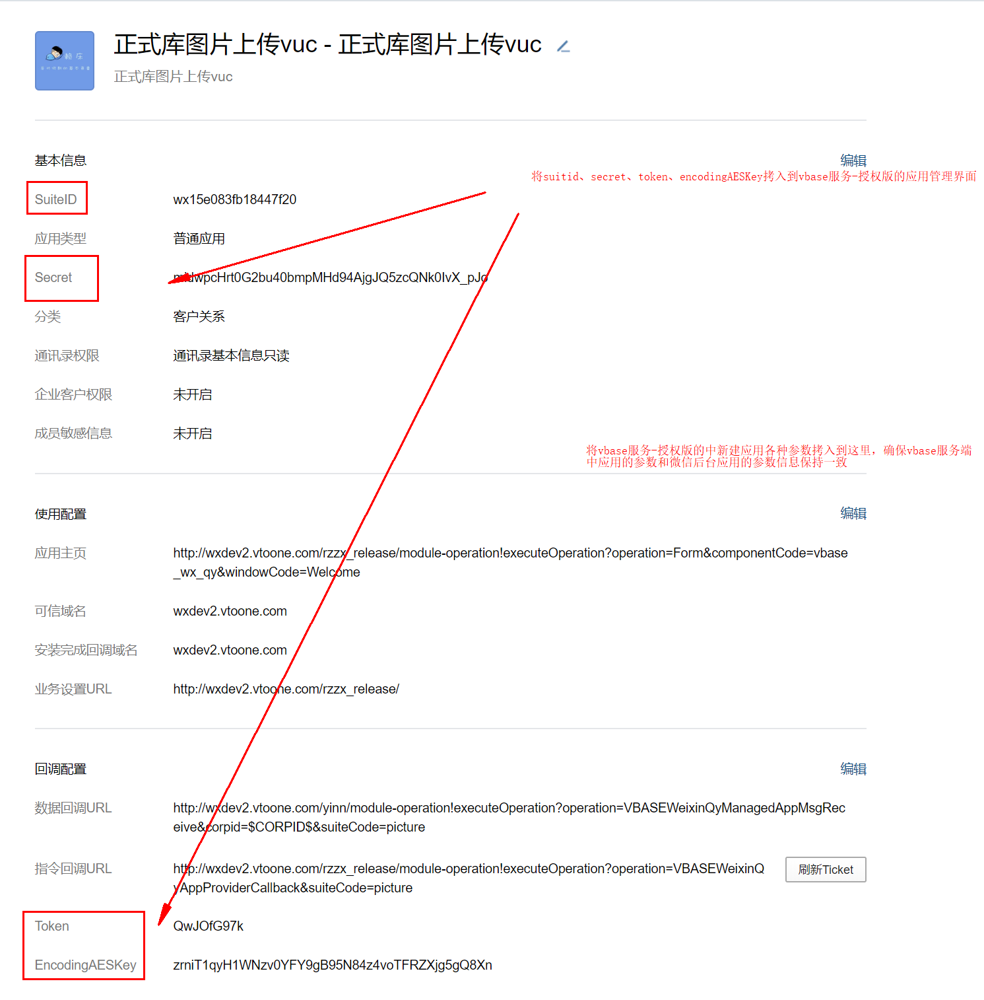 正式库图片上传vuc - 正式库图片上传vuc
正式库图片上传vuc
赖 床
基本信息
编辑
将suitid、secret、token、encodingAESKey拷入到vbase服务-授权版的应用管理界面
SuiteID
wx15e083fb18447f20
应用类型
普通应用
Secret
分类
客户关系
通讯录权限
通讯录基本信息只读
企业客户权限
未开启
成员敏感信息
未开启
将vbase服务-授权版的中新建应用各种参数拷入到这里，确保vbase服务端
中应用的参数和微信后台应用的参数信息保持一致
使用配置
编辑
应用主页
http://wxdev2.vtoone.com/rzzx_release/module-operation!executeOperation?operation=Form&componentCode=vbase
_wx_qy&windowCode=Welcome
可信域名
wxdev2.vtoone.com
安装完成回调域名
wxdev2.vtoone.com
业务设置URL
http://wxdev2.vtoone.com/rzzx_release/
回调配置
编辑
数据回调URL
http://wxdev2.vtoone.com/yinn/module-operation!executeOperation?operation=VBASEWeixinQyManagedAppMsgRec
eive&corpid=$CORPID$&suiteCode=picture
指令回调URL
http://wxdev2.vtoone.com/rzzx_release/module-operation!executeOperation?operation=VBASEWeixinQ
yAppProviderCallback&suiteCode=picture
刷新Ticket
Token
QwJOfG97k
EncodingAESKey
zrniT1qyH1WNzv0YFY9gB95N84z4voTFRZXjg5gQ8Xn